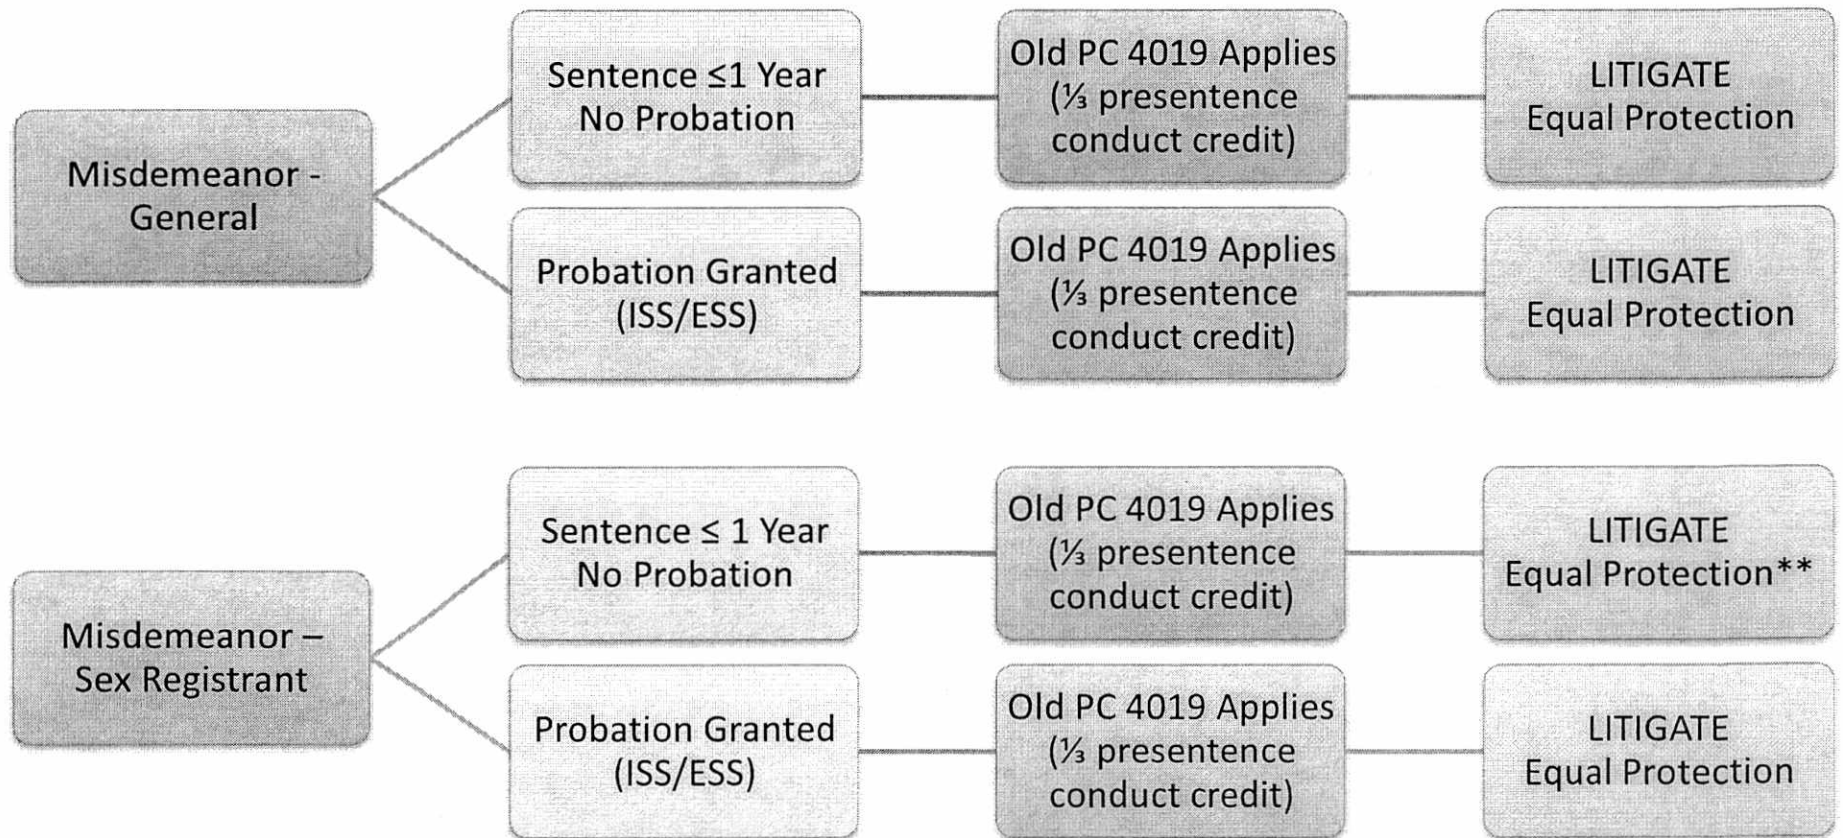 Misdemeanor -
General
Sentence ≤1 Year
No Probation
Old PC 4019 Applies
(⅓ presentence
conduct credit)
LITIGATE
Equal Protection
Probation Granted
(ISS/ESS)
Old PC 4019 Applies
(⅓ presentence
conduct credit)
LITIGATE
Equal Protection
Misdemeanor –
Sex Registrant
Sentence ≤ 1 Year
No Probation
Old PC 4019 Applies
(⅓ presentence
conduct credit)
LITIGATE
Equal Protection**
Probation Granted
(ISS/ESS)
Old PC 4019 Applies
(⅓ presentence
conduct credit)
LITIGATE
Equal Protection